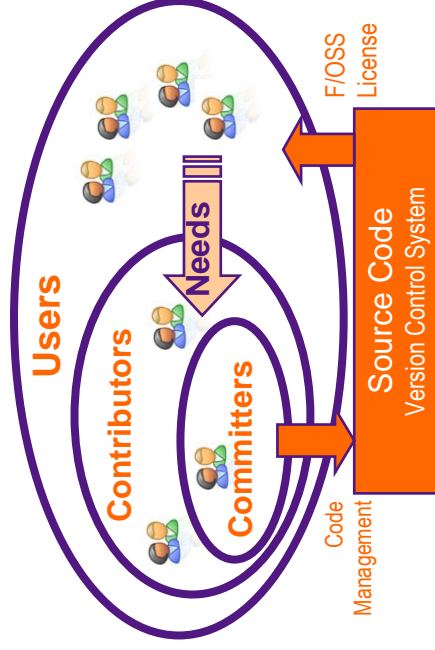 Users
Contributors
Committers
Needs
Code
Management
F/OSS
License
Source Code
Version Control System